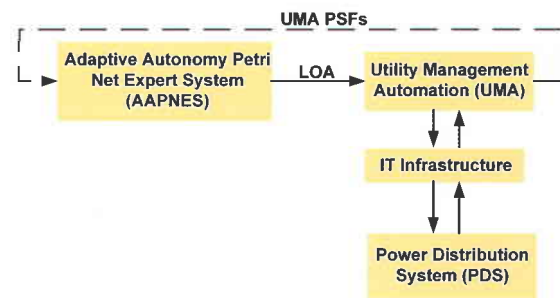 UMA PSFs
Adaptive Autonomy Petri
Net Expert System
(AAPNES)
LOA
Utility Management
Automation (UMA)
IT Infrastructure
Power Distribution
System (PDS)